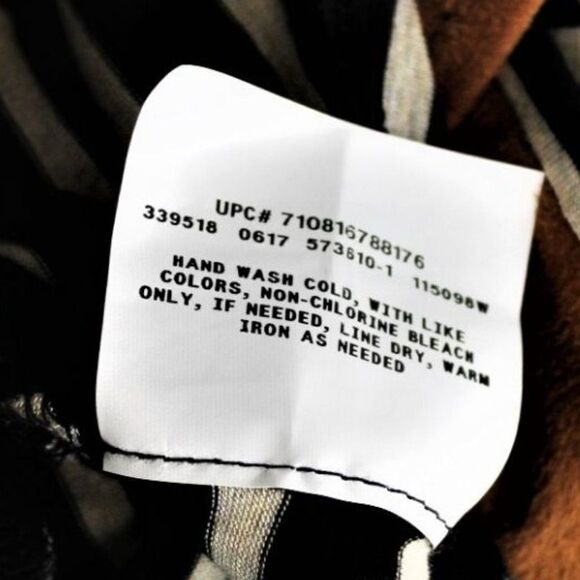 UPC# 710816788176
339518 0617 573610-1 115098W
HAND WASH COLD, WITH LIKE
COLORS, NON-CHLORINE BLEACH
ONLY, IF NEEDED, LINE DRY, WARM
IRON AS NEEDED